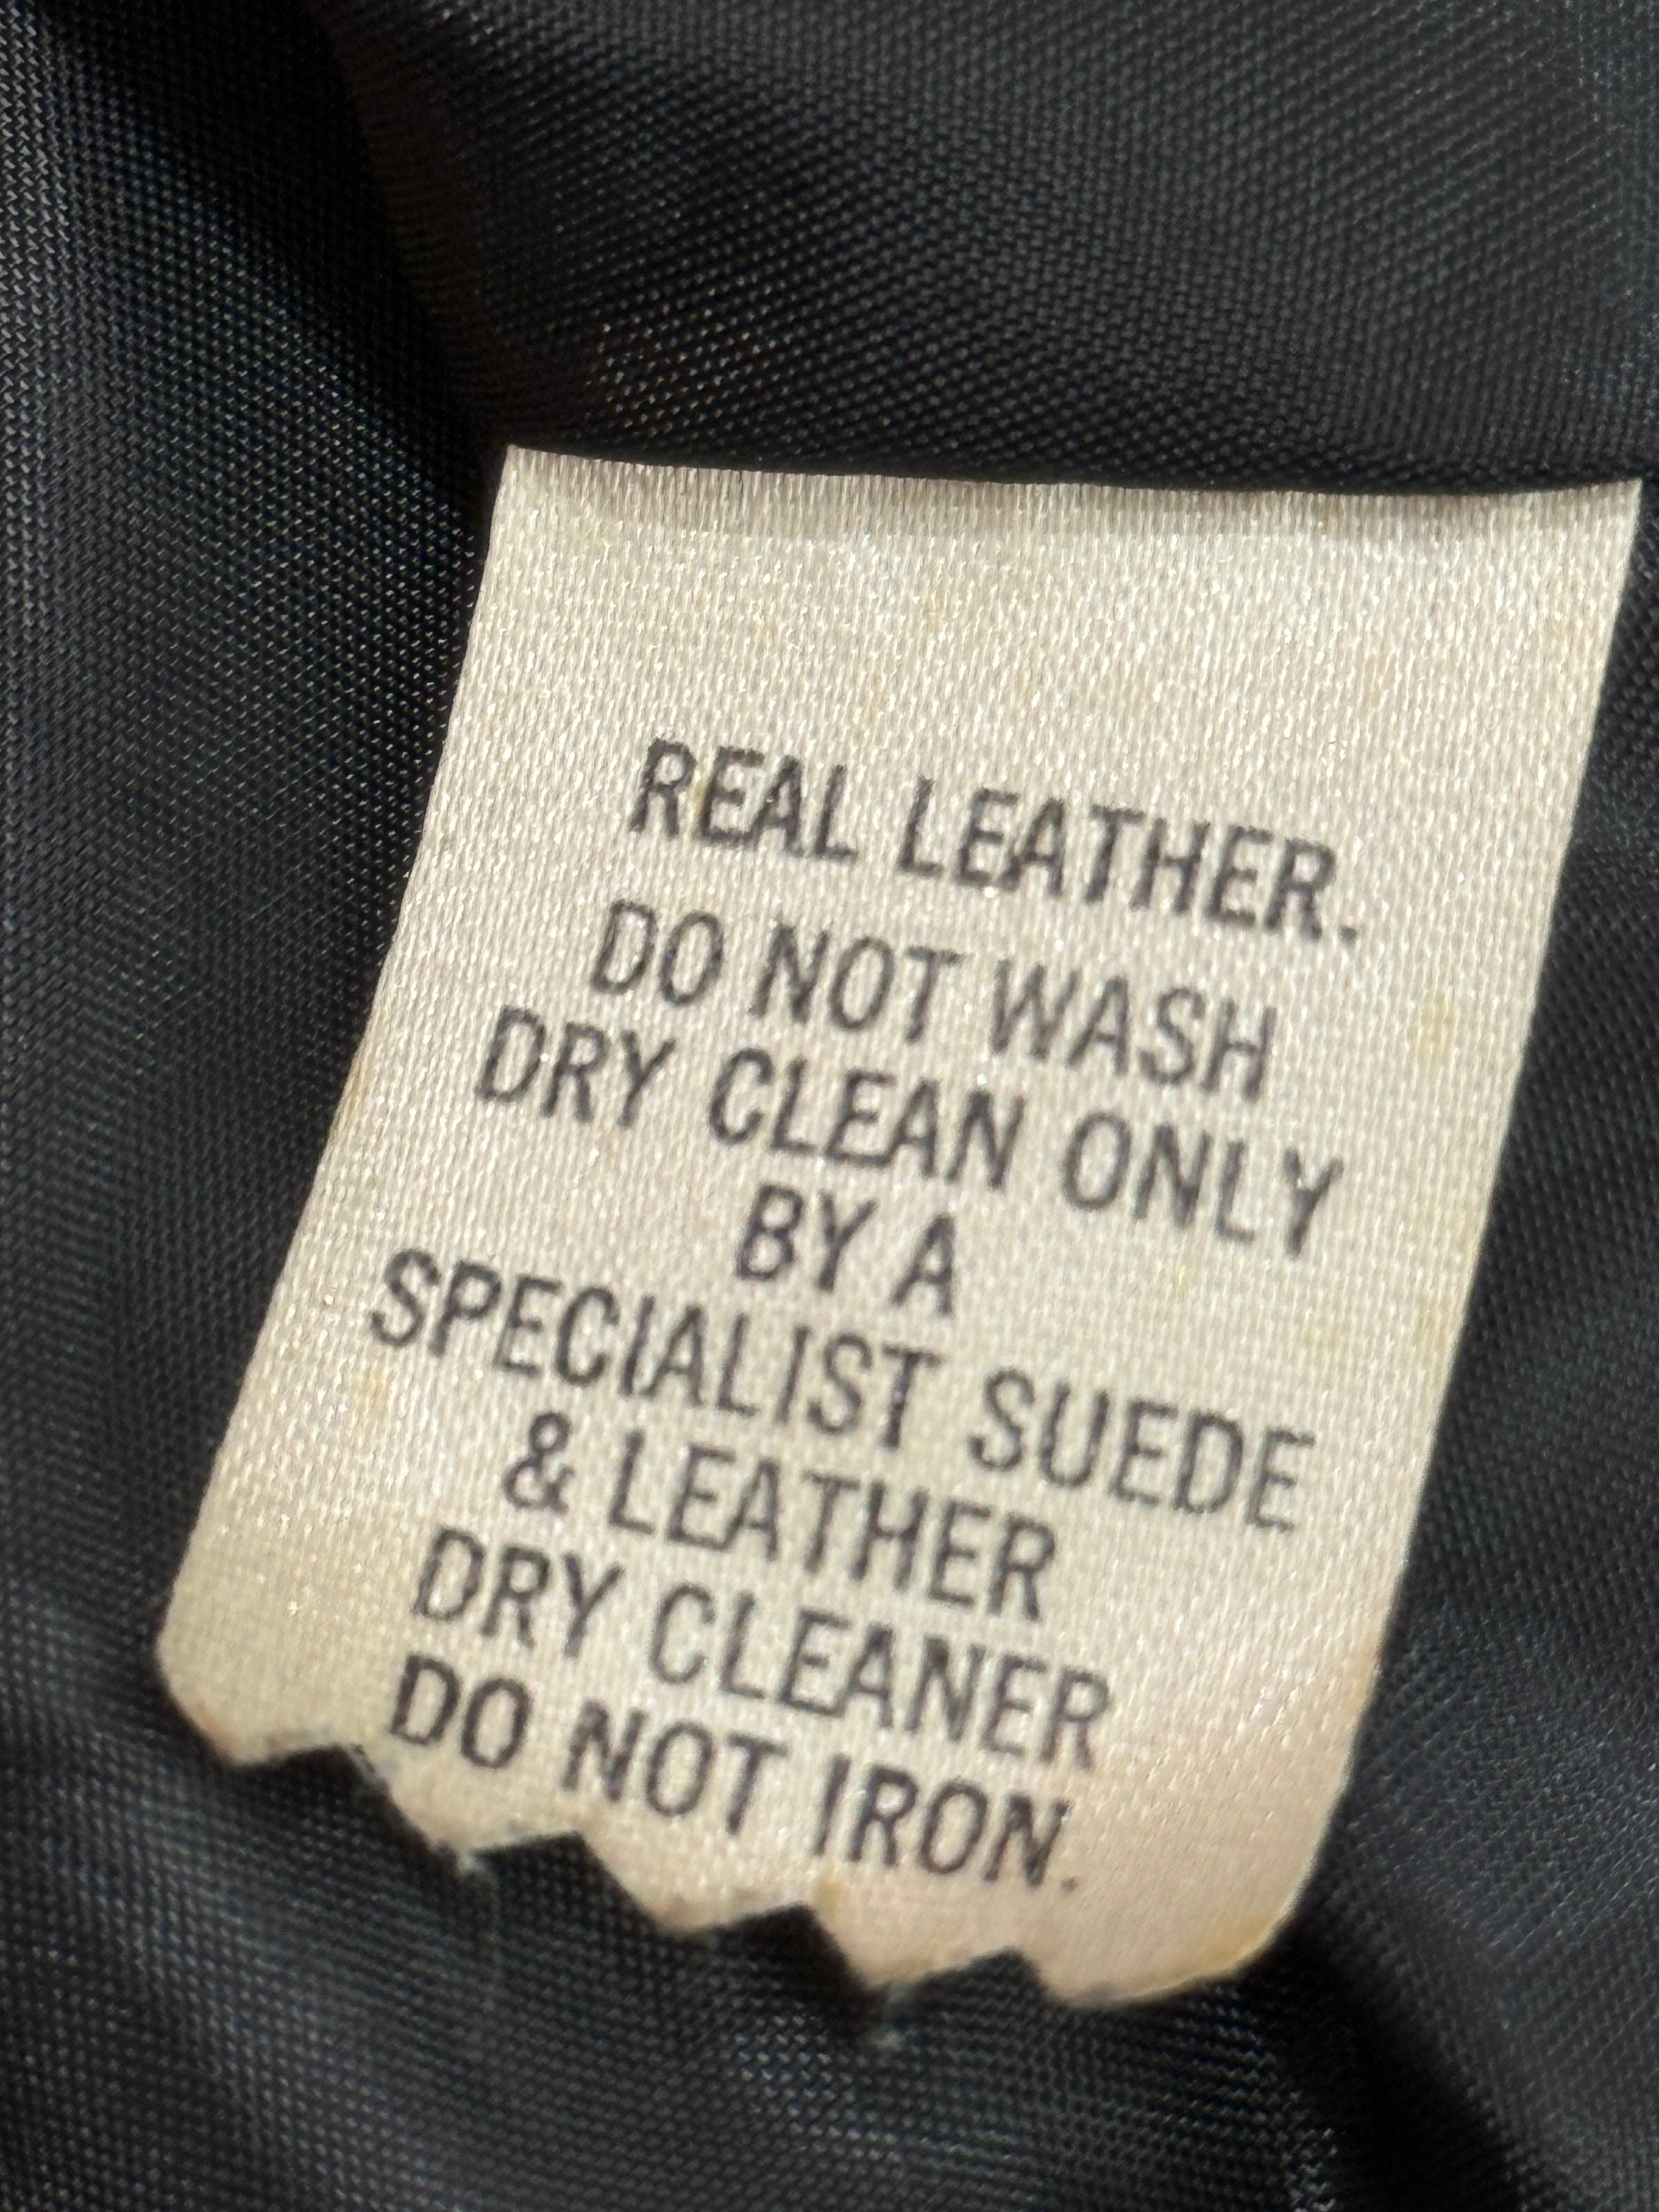 REAL LEATHER.
DO NOT WASH
DRY CLEAN ONLY
BY A
SPECIALIST SUEDE
& LEATHER
DRY CLEANER
DO NOT IRON.